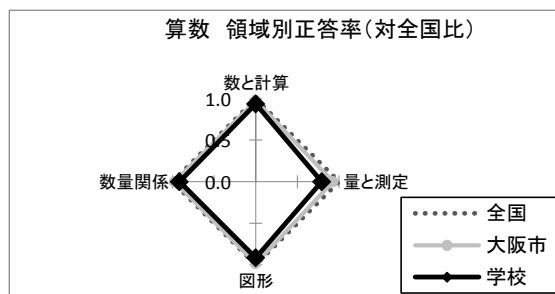 算数 領域別正答率(対全国比)
数と計算
1.0
0.5
数量関係
0.0
量と測定
図形
全国
大阪市
学校